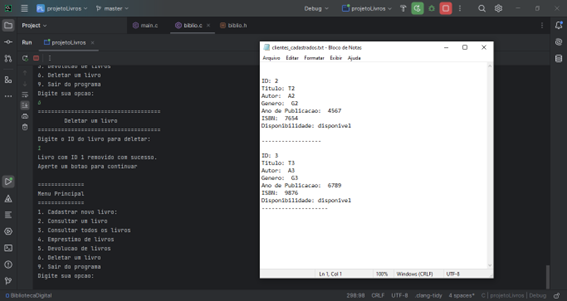 projetoLivros
master
Debug
projetoLivros
Project
main.c
biblio.c
biblio.h
Run
projetoLivros
5. Devolucao de livros
6. Deletar um livro
9. Sair do programa
Digite sua opcao:
6
=====================================
Deletar um livro
=====================================
Digite o ID do livro para deletar:
1
Livro com ID 1 removido com sucesso.
Aperte um botao para continuar
==============
Menu Principal
==============
1. Cadastrar novo livro:
2. Consultar um livro
3. Consultar todos os livros
4. Emprestimo de livros
5. Devolucao de livros
6. Deletar um livro
9. Sair do programa
Digite sua opcao:
clientes_cadastrados.txt - Bloco de Notas
Arquivo Editar Formatar Exibir Ajuda
ID: 2
Titulo: T2
Autor: A2
Genero: G2
Ano de Publicacao: 4567
ISBN: 7654
Disponibilidade: disponivel
------------------
ID: 3
Titulo: T3
Autor: A3
Genero: G3
Ano de Publicacao: 6789
ISBN: 9876
Disponibilidade: disponivel
--------------------
Ln 1, Col 1 100% Windows (CRLF) UTF-8
BibliotecaDigital
298:98 CRLF UTF-8 .clang-tidy 4 spaces* C | projetoLivros | Debug